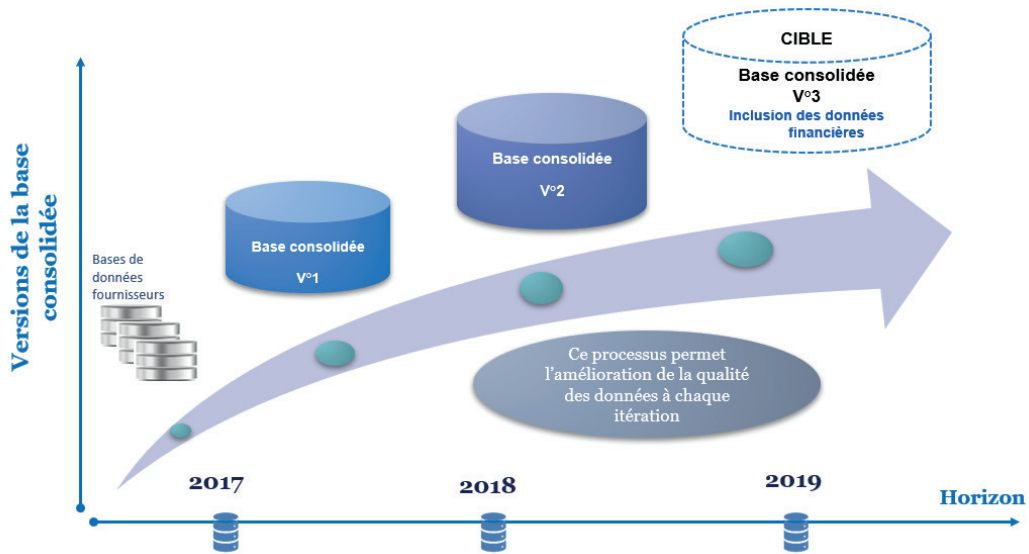 Versions de la base
consolidée
Bases de
données
fournisseurs
Base consolidée
V°1
Base consolidée
V°2
CIBLE
Base consolidée
V°3
Inclusion des données
financières
Ce processus permet
l’amélioration de la qualité
des données à chaque
itération
2017
2018
2019
Horizon